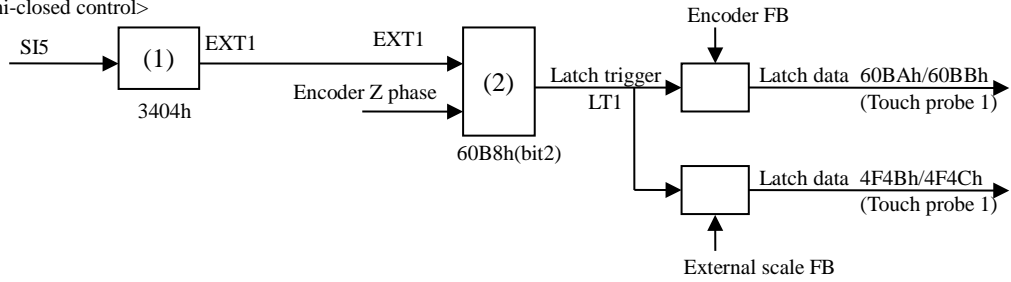 ni-closed control>
Encoder FB
SI5
(1)
EXT1
EXT1
(2)
Latch trigger
LT1
Latch data 60BAh/60BBh
(Touch probe 1)
Encoder Z phase
3404h
60B8h(bit2)
Latch data 4F4Bh/4F4Ch
(Touch probe 1)
External scale FB